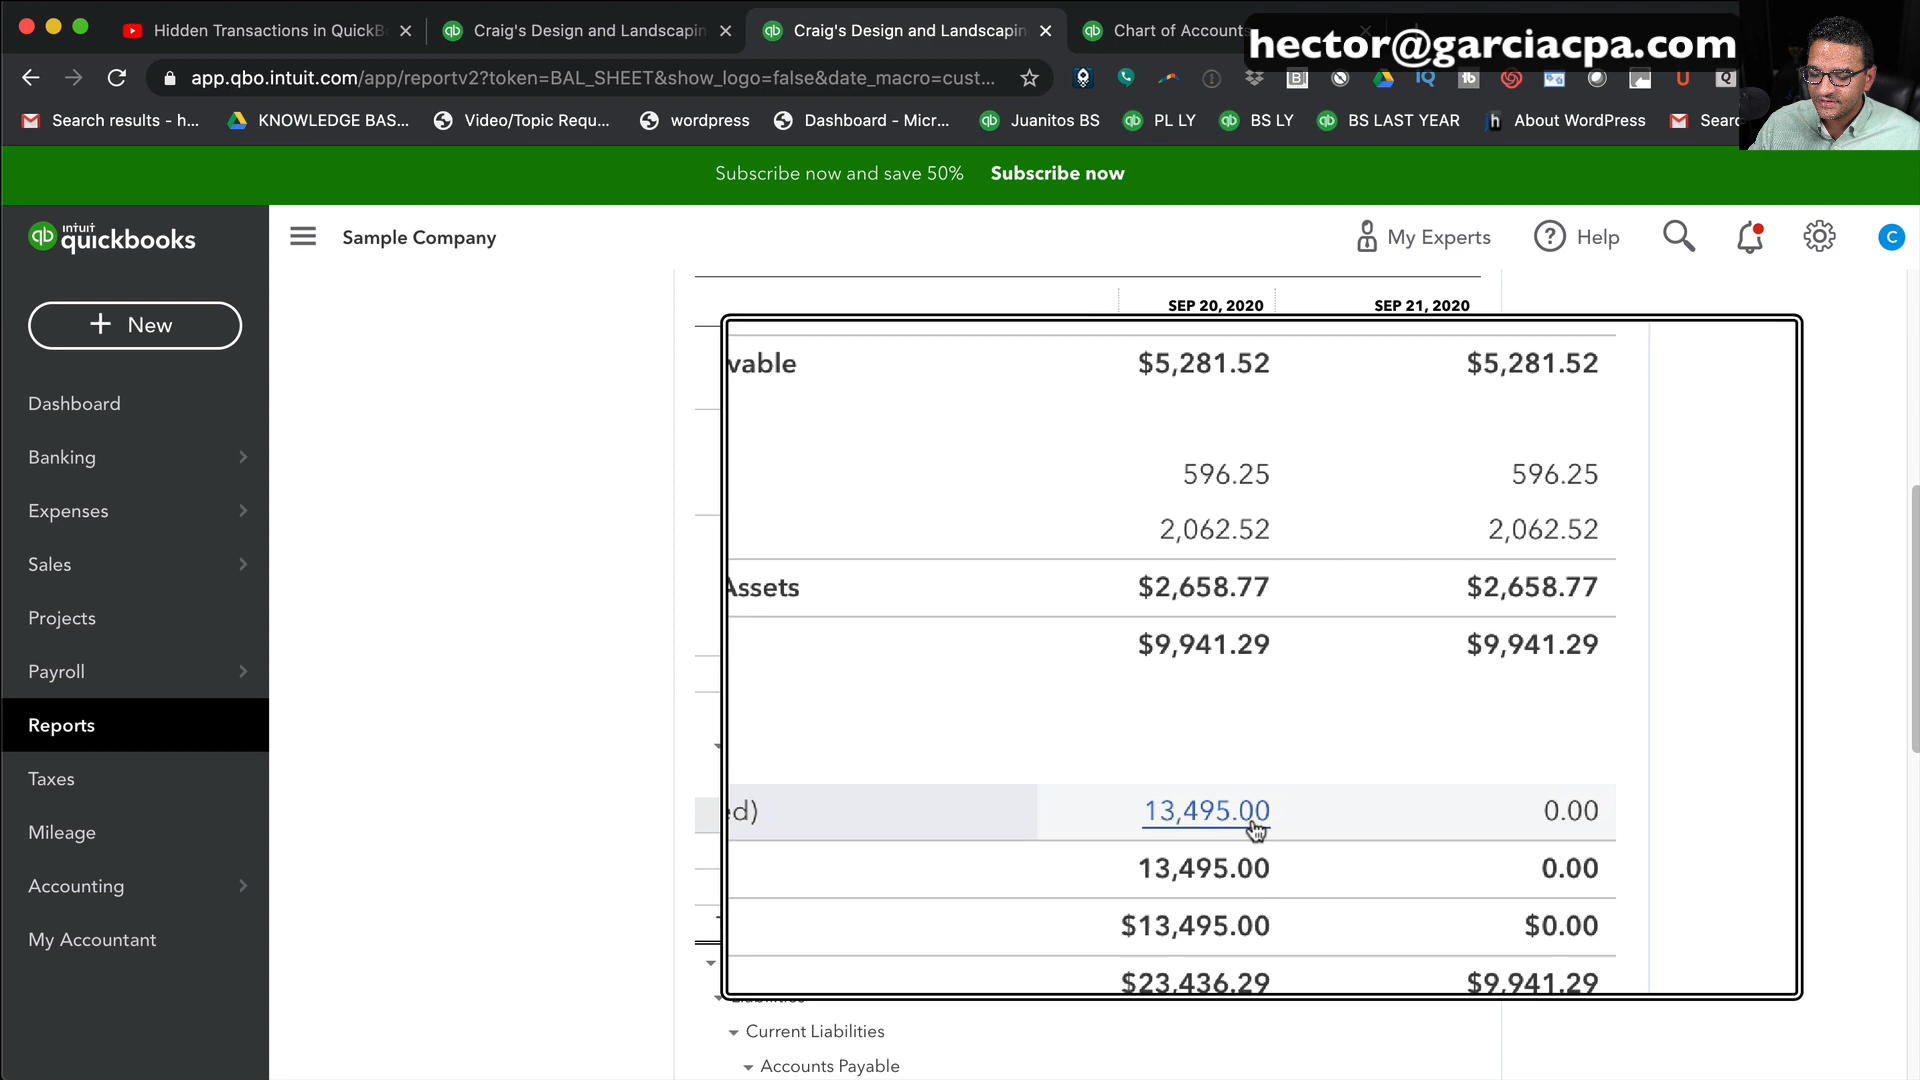 Hidden Transactions in QuickB
Craig's Design and Landscapin
Craig's Design and Landscapin
Chart of Accounts
hector@garciacpa.com
app.qbo.intuit.com/app/reportv2?token=BAL_SHEET&show_logo=false&date_macro=cust...
Search results - h...
KNOWLEDGE BAS...
Video/Topic Requ...
wordpress
Dashboard - Micr...
Juanitos BS
PL LY
BS LY
BS LAST YEAR
About WordPress
Searc
Subscribe now and save 50% Subscribe now
intuit
quickbooks
Sample Company
My Experts
Help
C
+ New
Dashboard
Banking
Expenses
Sales
Projects
Payroll
Reports
Taxes
Mileage
Accounting
My Accountant
SEP 20, 2020 SEP 21, 2020
vable $5,281.52 $5,281.52
596.25 596.25
2,062.52 2,062.52
Assets $2,658.77 $2,658.77
$9,941.29 $9,941.29
ed) 13,495.00 0.00
13,495.00 0.00
$13,495.00 $0.00
$23,436.29 $9,941.29
Liabilities
Current Liabilities
Accounts Payable